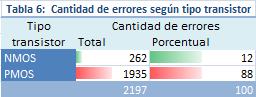 Tabla 6: Cantidad de errores según tipo transistor
Tipo transistor Cantidad de errores
Total Porcentual
NMOS 262 12
PMOS 1935 88
2197 100